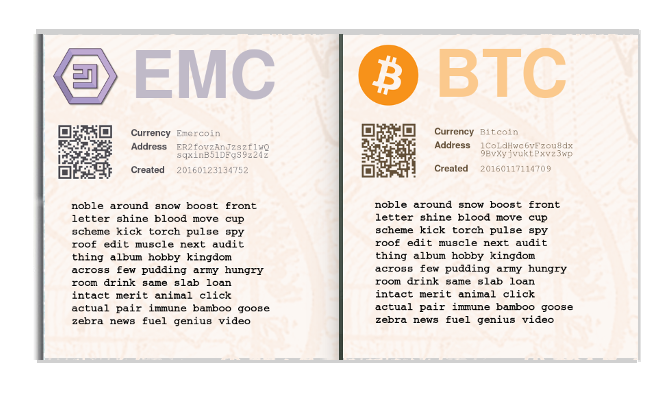 EMC
Currency Emercoin
Address ER2fovzAnJzszf1wQ
sqxinB51DFgS9z24z
Created 20160123134752
noble around snow boost front
letter shine blood move cup
scheme kick torch pulse spy
roof edit muscle next audit
thing album hobby kingdom
across few pudding army hungry
room drink same slab loan
intact merit animal click
actual pair immune bamboo goose
zebra news fuel genius video
BTC
Currency Bitcoin
Address 1CoLdHwc6vFzou8dx
9BvXyjvuktPxvz3wp
Created 20160117114709
noble around snow boost front
letter shine blood move cup
scheme kick torch pulse spy
roof edit muscle next audit
thing album hobby kingdom
across few pudding army hungry
room drink same slab loan
intact merit animal click
actual pair immune bamboo goose
zebra news fuel genius video